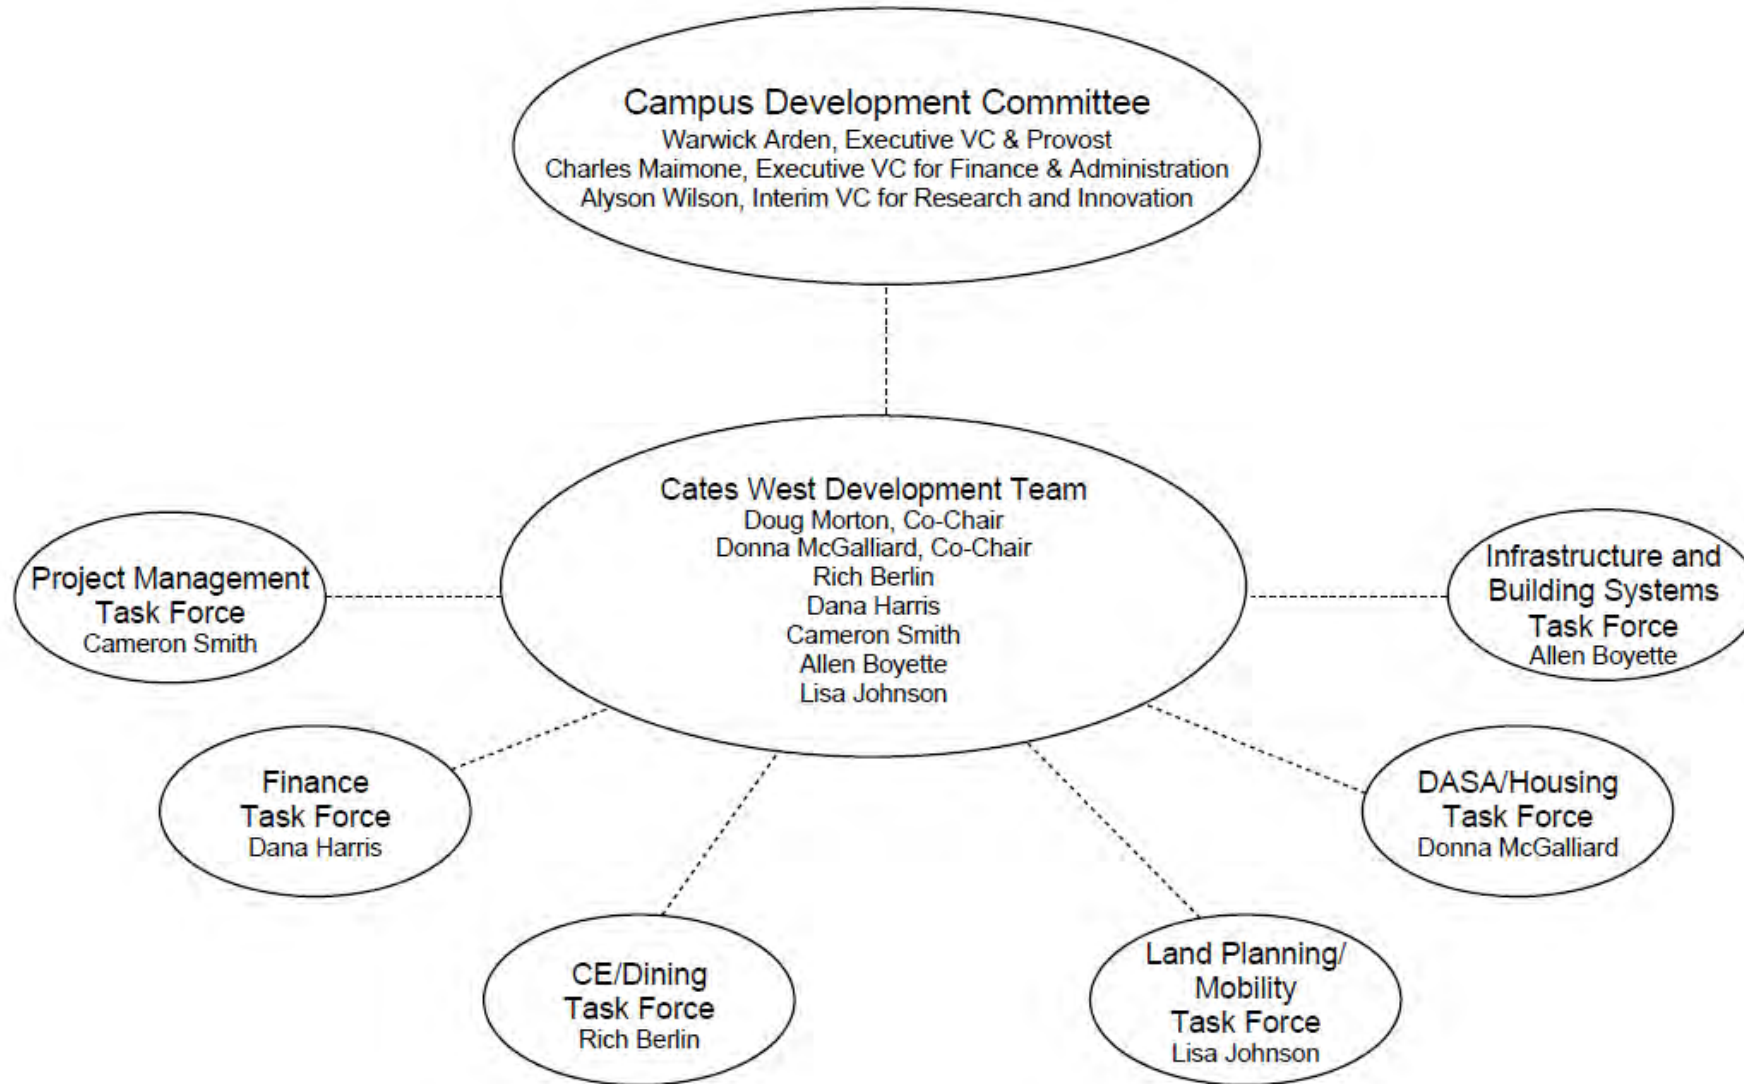 Campus Development Committee
Warwick Arden, Executive VC & Provost
Charles Maimone, Executive VC for Finance & Administration
Alyson Wilson, Interim VC for Research and Innovation
Cates West Development Team
Doug Morton, Co-Chair
Donna McGalliard, Co-Chair
Rich Berlin
Dana Harris
Cameron Smith
Allen Boyette
Lisa Johnson
Project Management
Task Force
Cameron Smith
Infrastructure and
Building Systems
Task Force
Allen Boyette
Finance
Task Force
Dana Harris
DASA/Housing
Task Force
Donna McGalliard
CE/Dining
Task Force
Rich Berlin
Land Planning/
Mobility
Task Force
Lisa Johnson